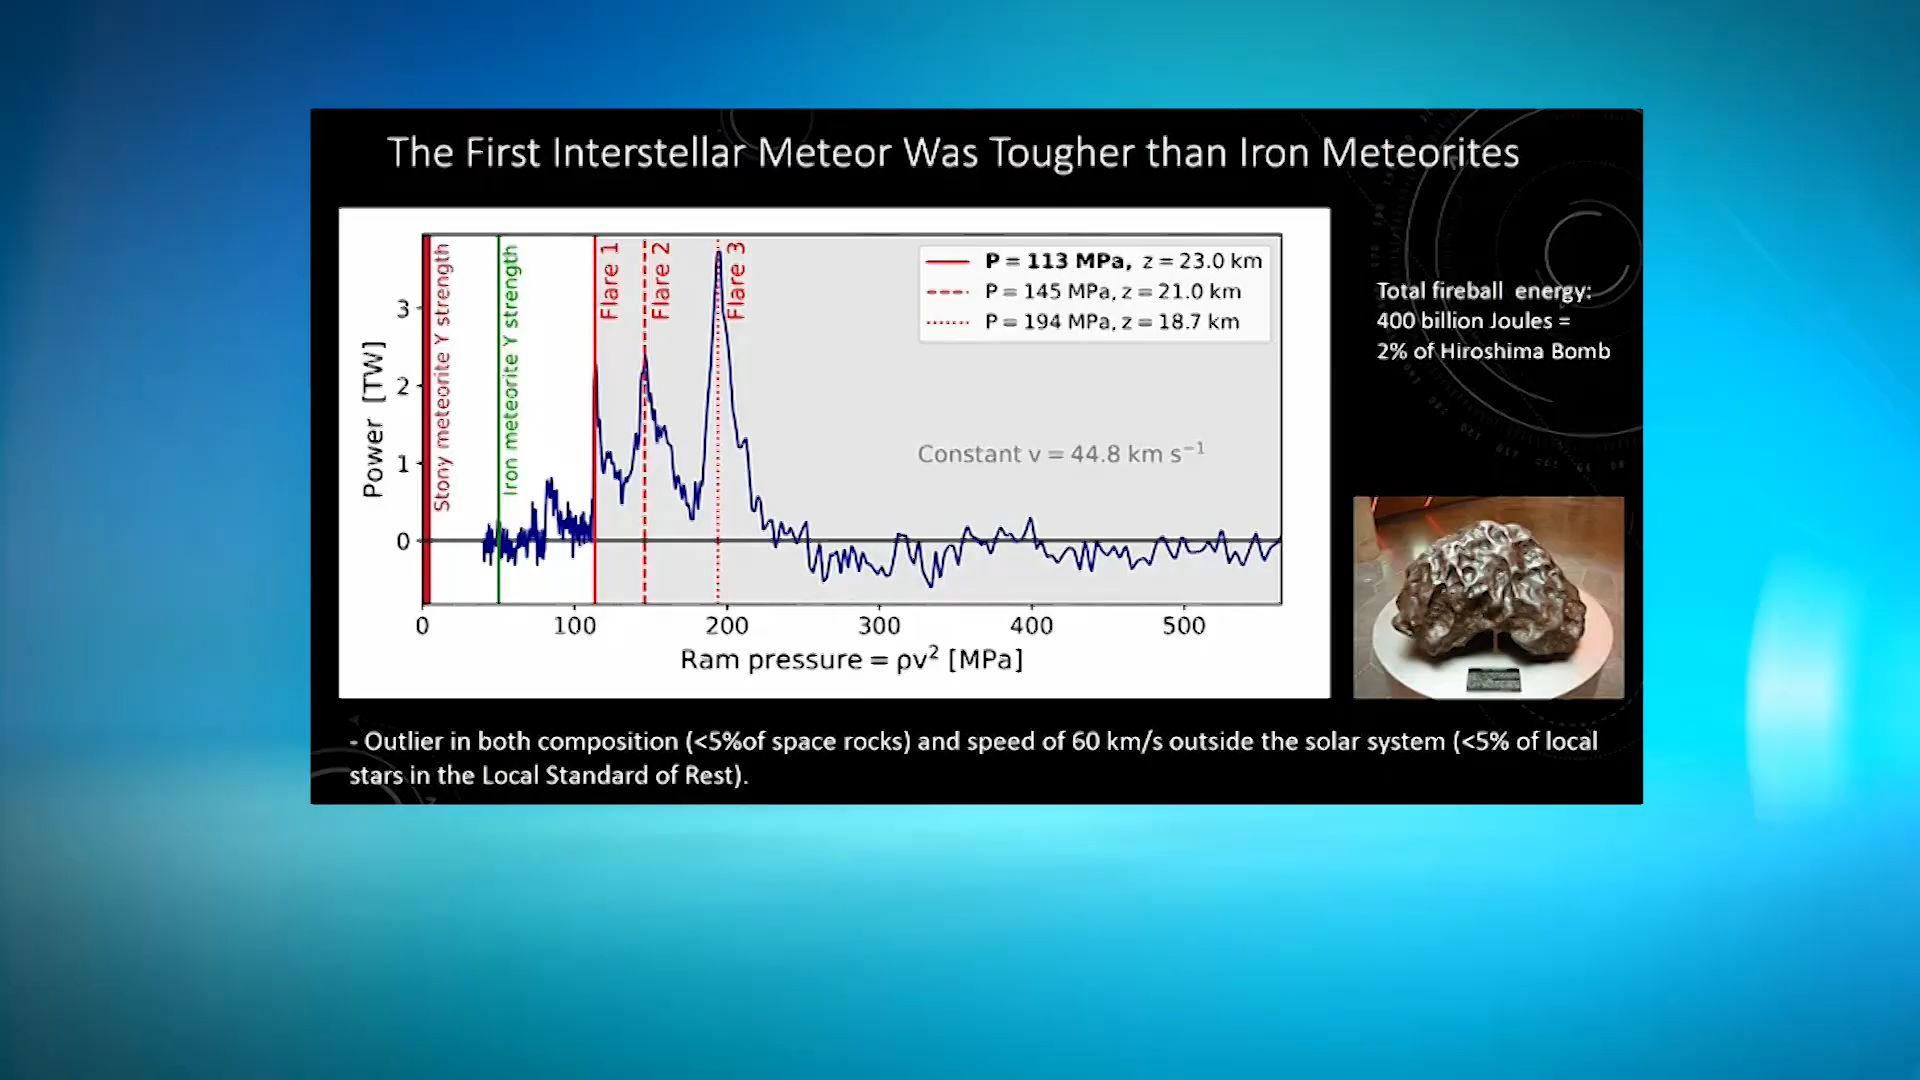 The First Interstellar Meteor Was Tougher than Iron Meteorites
Stony meteorite Y strength
Iron meteorite Y strength
Flare 1
Flare 2
Flare 3
P = 113 MPa, z = 23.0 km
P = 145 MPa, z = 21.0 km
P = 194 MPa, z = 18.7 km
Constant v = 44.8 km s⁻¹
Power [TW]
3
2
1
0
0 100 200 300 400 500
Ram pressure = ρv² [MPa]
Total fireball energy:
400 billion Joules =
2% of Hiroshima Bomb
- Outlier in both composition (<5%of space rocks) and speed of 60 km/s outside the solar system (<5% of local
stars in the Local Standard of Rest).